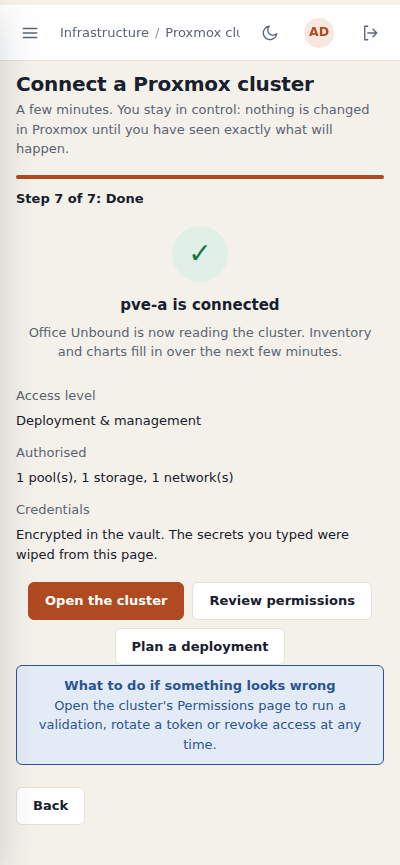 Infrastructure / Proxmox clu
AD
Connect a Proxmox cluster
A few minutes. You stay in control: nothing is changed
in Proxmox until you have seen exactly what will
happen.
Step 7 of 7: Done
✓
pve-a is connected
Office Unbound is now reading the cluster. Inventory
and charts fill in over the next few minutes.
Access level
Deployment & management
Authorised
1 pool(s), 1 storage, 1 network(s)
Credentials
Encrypted in the vault. The secrets you typed were
wiped from this page.
Open the cluster
Review permissions
Plan a deployment
What to do if something looks wrong
Open the cluster's Permissions page to run a
validation, rotate a token or revoke access at any
time.
Back